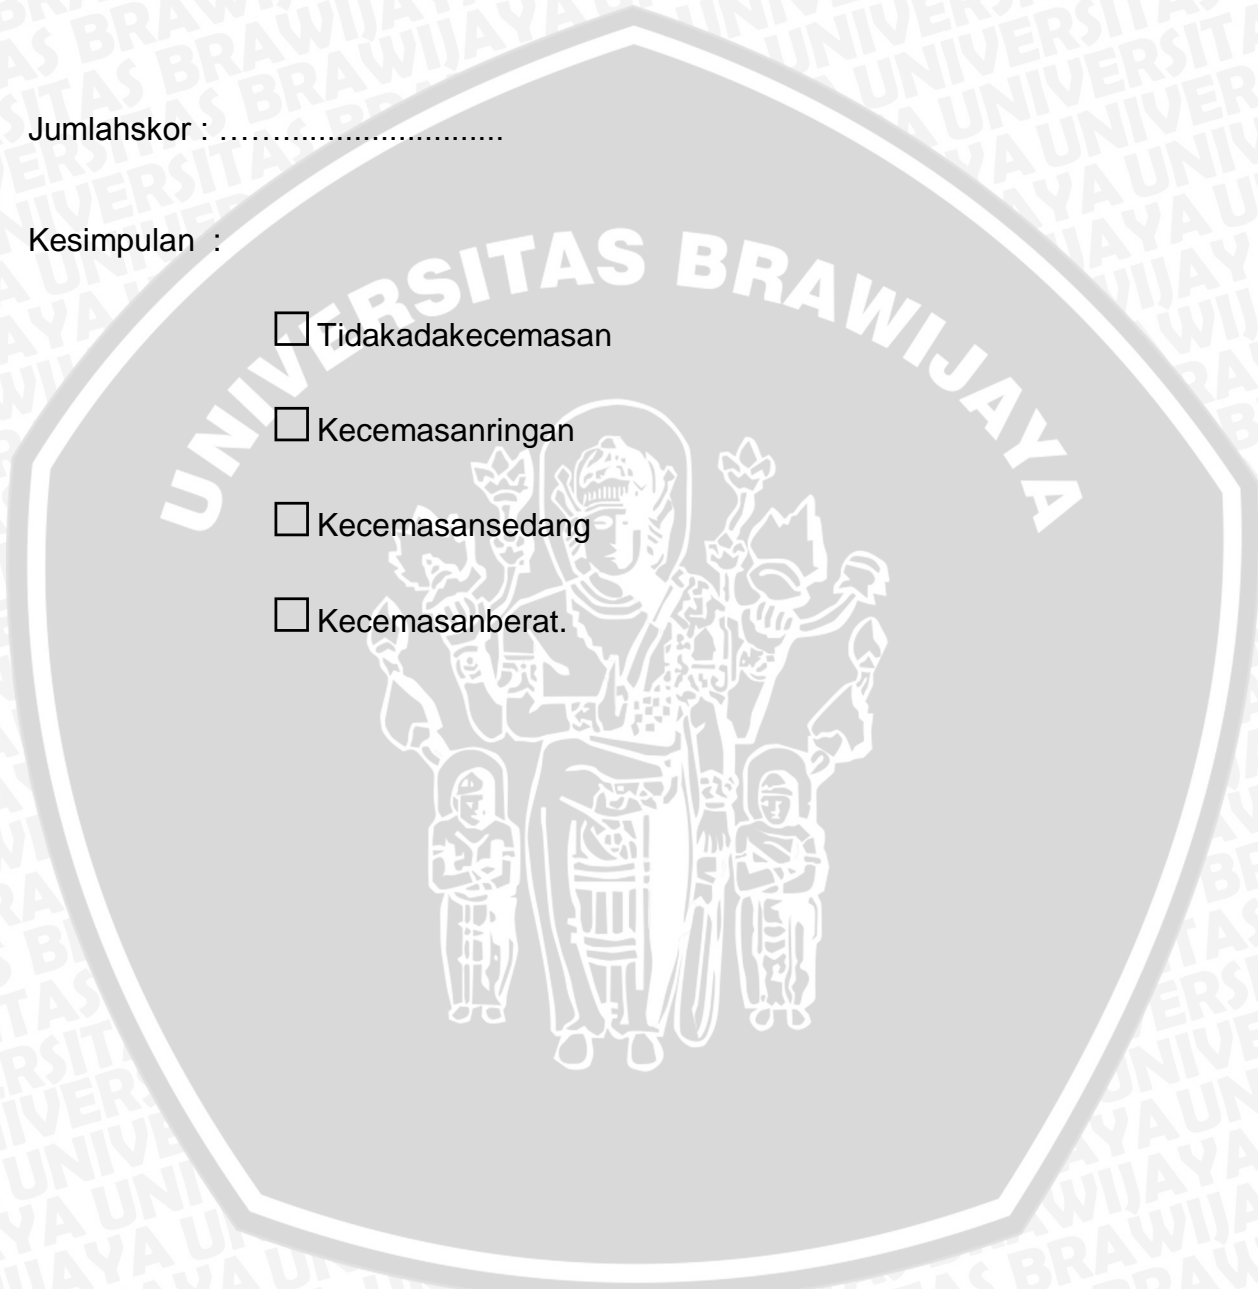 Jumlahskor : …….........................
Kesimpulan :
UNIVERSITAS BRAWIJAYA
☐ Tidakadakecemasan
☐ Kecemasanringan
☐ Kecemasansedang
☐ Kecemasanberat.